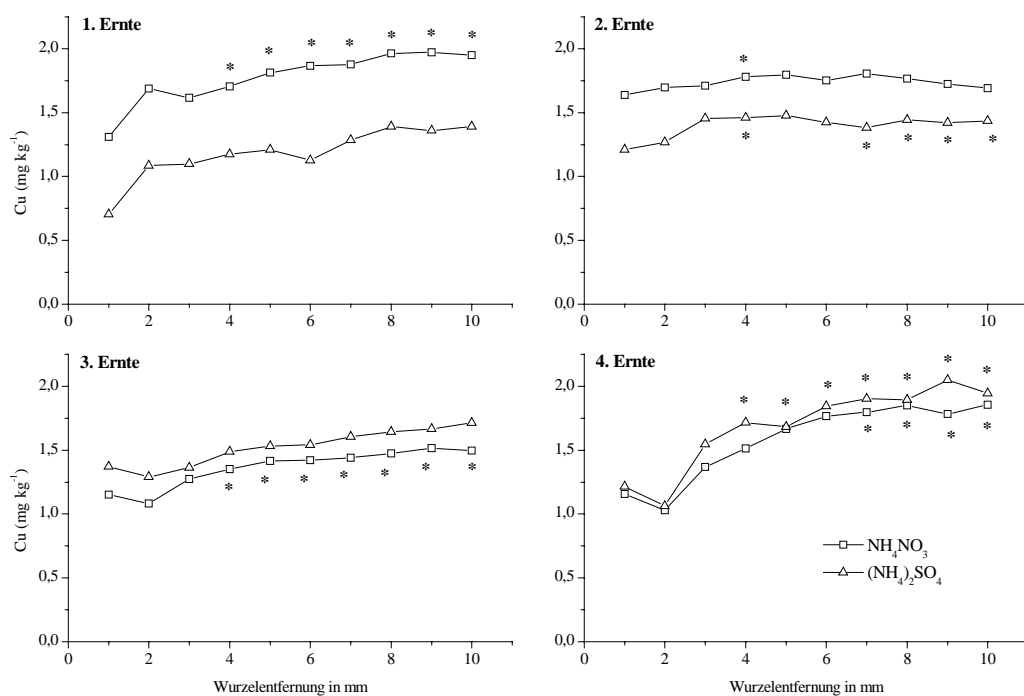 1. Ernte
* * * * * * *
2,0
1,5
1,0
0,5
0,0
Cu (mg kg⁻¹)
0 2 4 6 8 10
2. Ernte
*
* * * * *
2,0
1,5
1,0
0,5
0,0
0 2 4 6 8 10
3. Ernte
* * * * * * *
2,0
1,5
1,0
0,5
0,0
Cu (mg kg⁻¹)
0 2 4 6 8 10
Wurzelentfernung in mm
4. Ernte
* * * * * * *
* * * *
2,0
1,5
1,0
0,5
0,0
NH₄NO₃
(NH₄)₂SO₄
0 2 4 6 8 10
Wurzelentfernung in mm